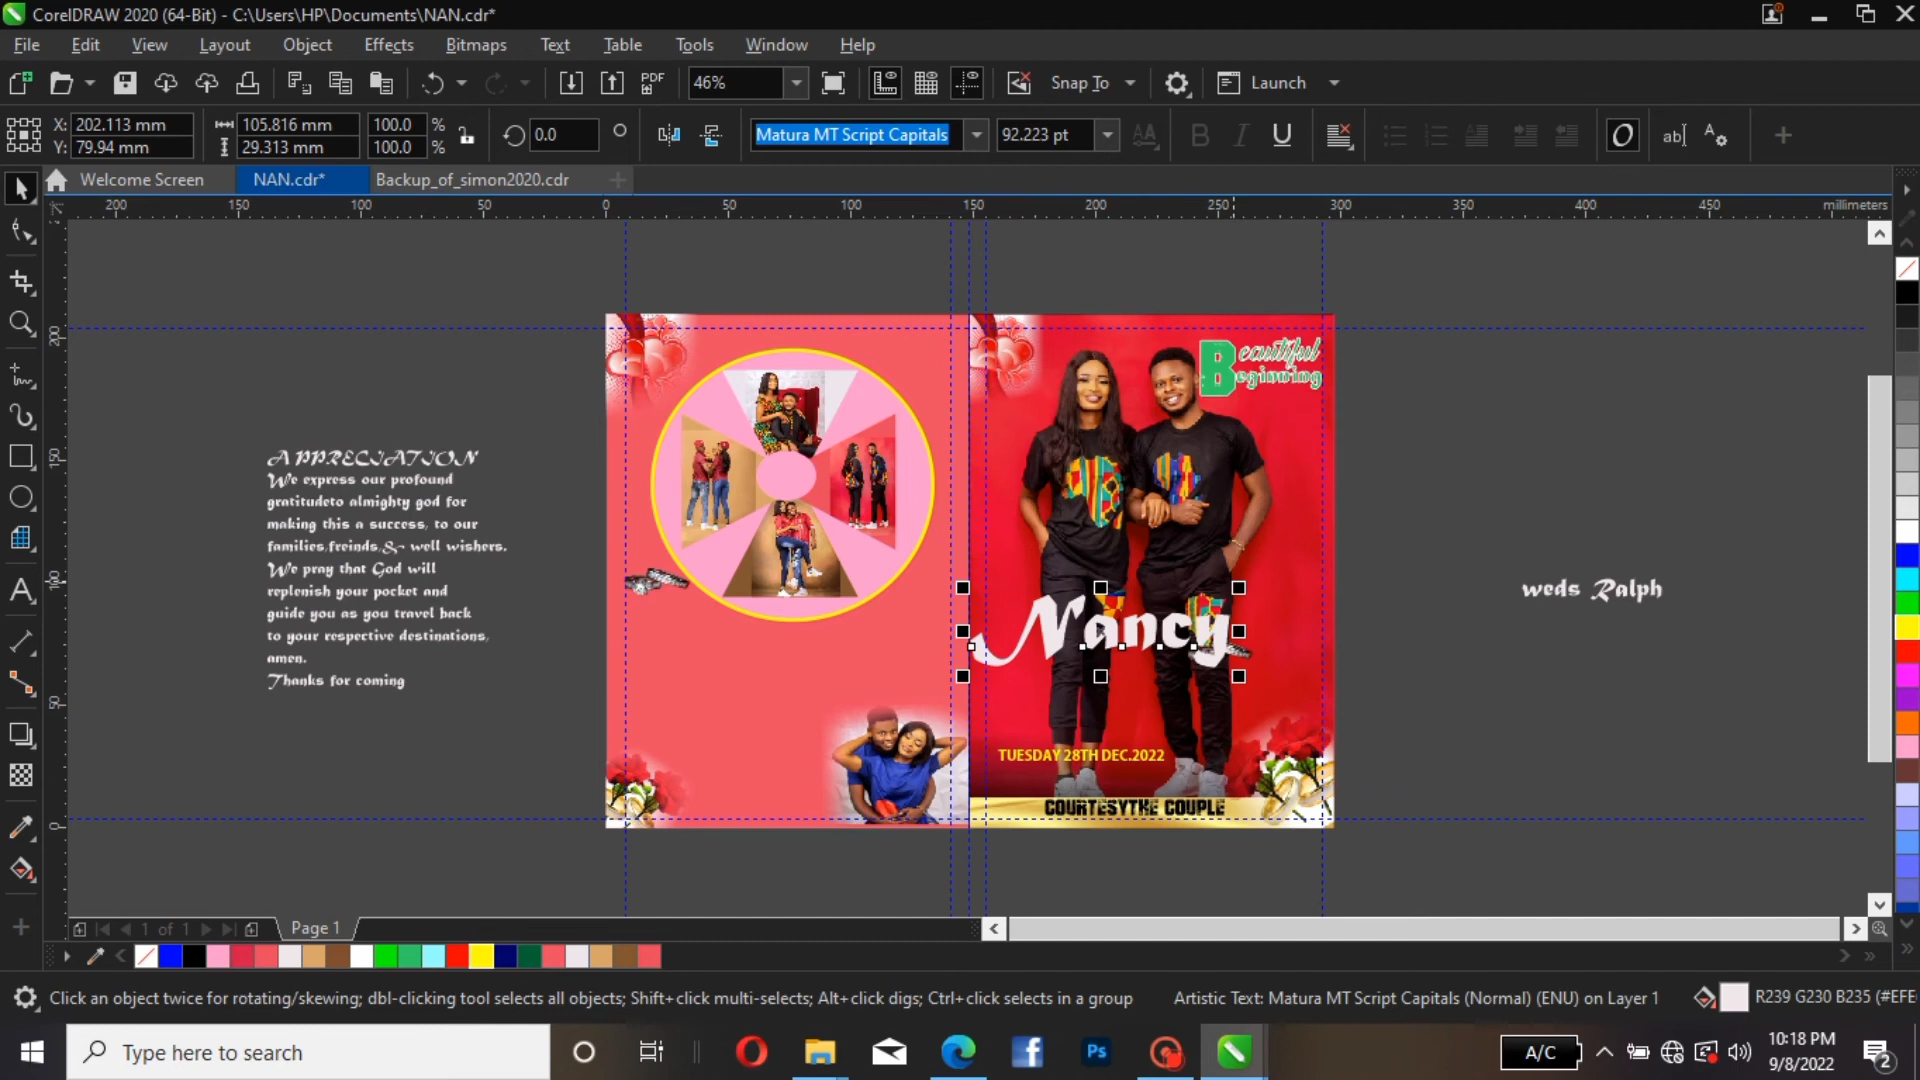 CorelDRAW 2020 (64-Bit) - C:\Users\HP\Documents\NAN.cdr*
File Edit View Layout Object Effects Bitmaps Text Table Tools Window Help
PDF 46% Snap To Launch
X: 202.113 mm 105.816 mm 100.0 % 0.0 Matura MT Script Capitals 92.223 pt
Y: 79.94 mm 29.313 mm 100.0 %
Welcome Screen NAN.cdr* Backup_of_simon2020.cdr
200 150 100 50 0 50 100 150 200 250 300 350 400 450 millimeters
200
150
100
50
0
APPRECIATION
We express our profound
gratitudeto almighty god for
making this a success, to our
families,freinds,& well wishers.
We pray that God will
replenish your pocket and
guide you as you travel back
to your respective destinations,
amen.
Thanks for coming
Beautiful
Beginning
Nancy
TUESDAY 28TH DEC.2022
COURTESYTHE COUPLE
weds Ralph
1 of 1 Page 1
Click an object twice for rotating/skewing; dbl-clicking tool selects all objects; Shift+click multi-selects; Alt+click digs; Ctrl+click selects in a group Artistic Text: Matura MT Script Capitals (Normal) (ENU) on Layer 1 R239 G230 B235 (#EFE
Type here to search
Ps
A/C
10:18 PM
9/8/2022
2